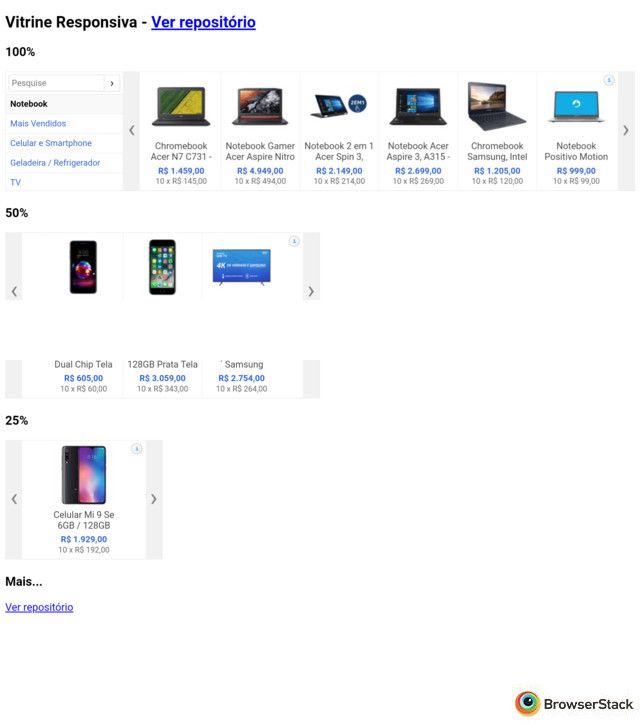 Vitrine Responsiva - Ver repositório
100%
Pesquise
Notebook
Mais Vendidos
Celular e Smartphone
Geladeira / Refrigerador
TV
Chromebook
Acer N7 C731 -
R$ 1.459,00
10 x R$ 145,00
Notebook Gamer
Acer Aspire Nitro
R$ 4.949,00
10 x R$ 494,00
2EM1
Notebook 2 em 1
Acer Spin 3,
R$ 2.149,00
10 x R$ 214,00
Notebook Acer
Aspire 3, A315 -
R$ 2.699,00
10 x R$ 269,00
Chromebook
Samsung, Intel
R$ 1.205,00
10 x R$ 120,00
Notebook
Positivo Motion
R$ 999,00
10 x R$ 99,00
50%
Dual Chip Tela
R$ 605,00
10 x R$ 60,00
128GB Prata Tela
R$ 3.059,00
10 x R$ 343,00
4K
Samsung
R$ 2.754,00
10 x R$ 264,00
25%
Celular Mi 9 Se
6GB / 128GB
R$ 1.929,00
10 x R$ 192,00
Mais...
Ver repositório
BrowserStack